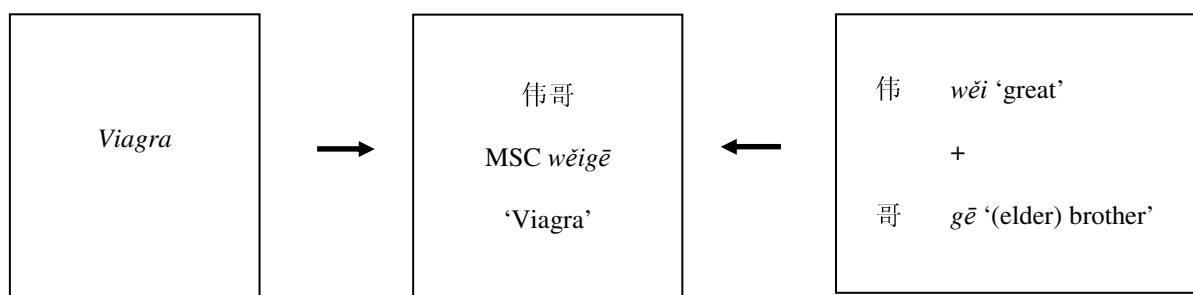 Viagra
伟哥
MSC wěigē
‘Viagra’
伟 wěi ‘great’
+
哥 gē ‘(elder) brother’